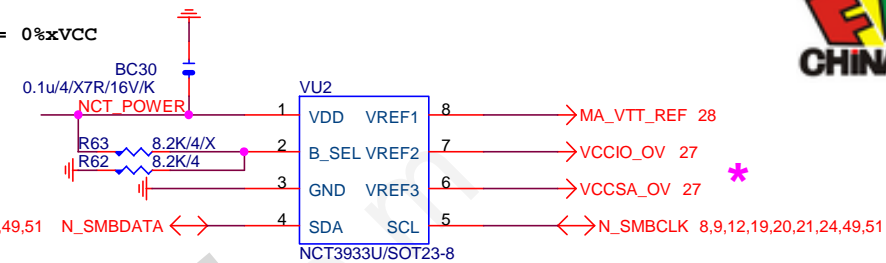 = 0%xVCC
CHiNA
BC30
0.1u/4/X7R/16V/K
VU2
NCT_POWER
1 VDD VREF1 8 MA_VTT_REF 28
R63 8.2K/4/X
2 B_SEL VREF2 7 VCCIO_OV 27
R62 8.2K/4
3 GND VREF3 6 VCCSA_OV 27 *
,49,51 N_SMBDATA 4 SDA SCL 5 N_SMBCLK 8,9,12,19,20,21,24,49,51
NCT3933U/SOT23-8